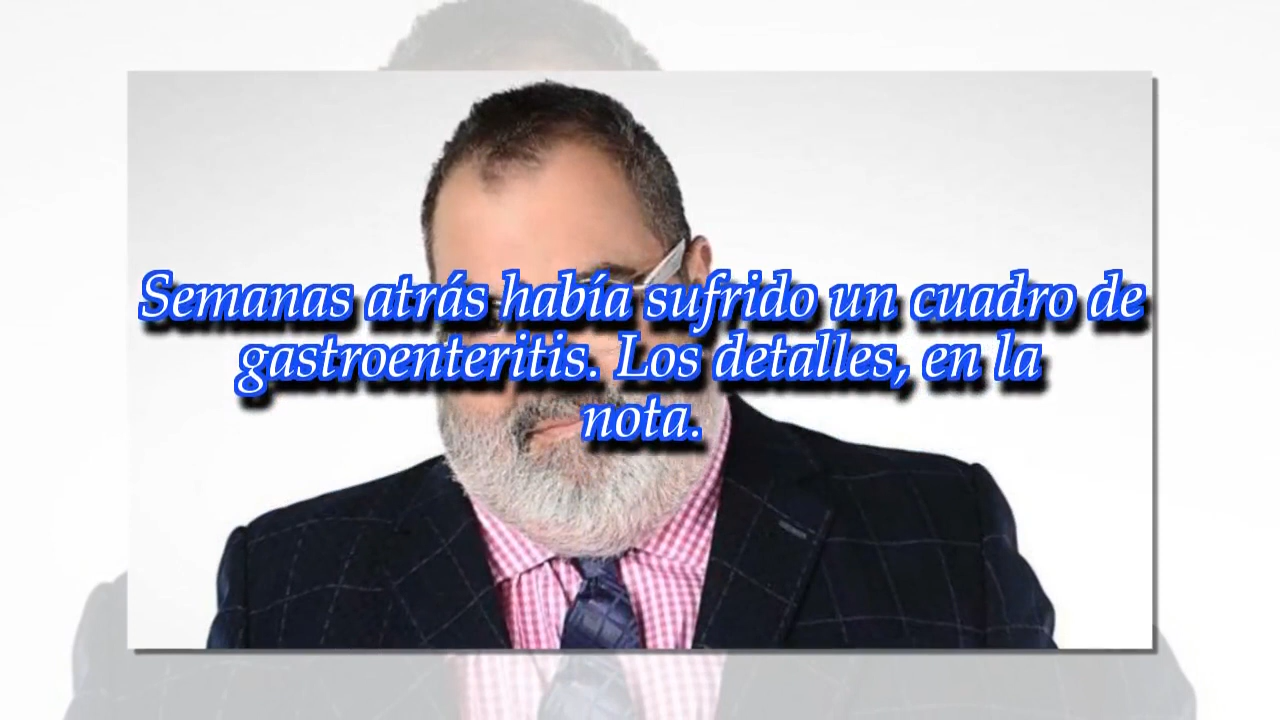 Semanas atrás había sufrido un cuadro de
gastroenteritis. Los detalles, en la
nota.